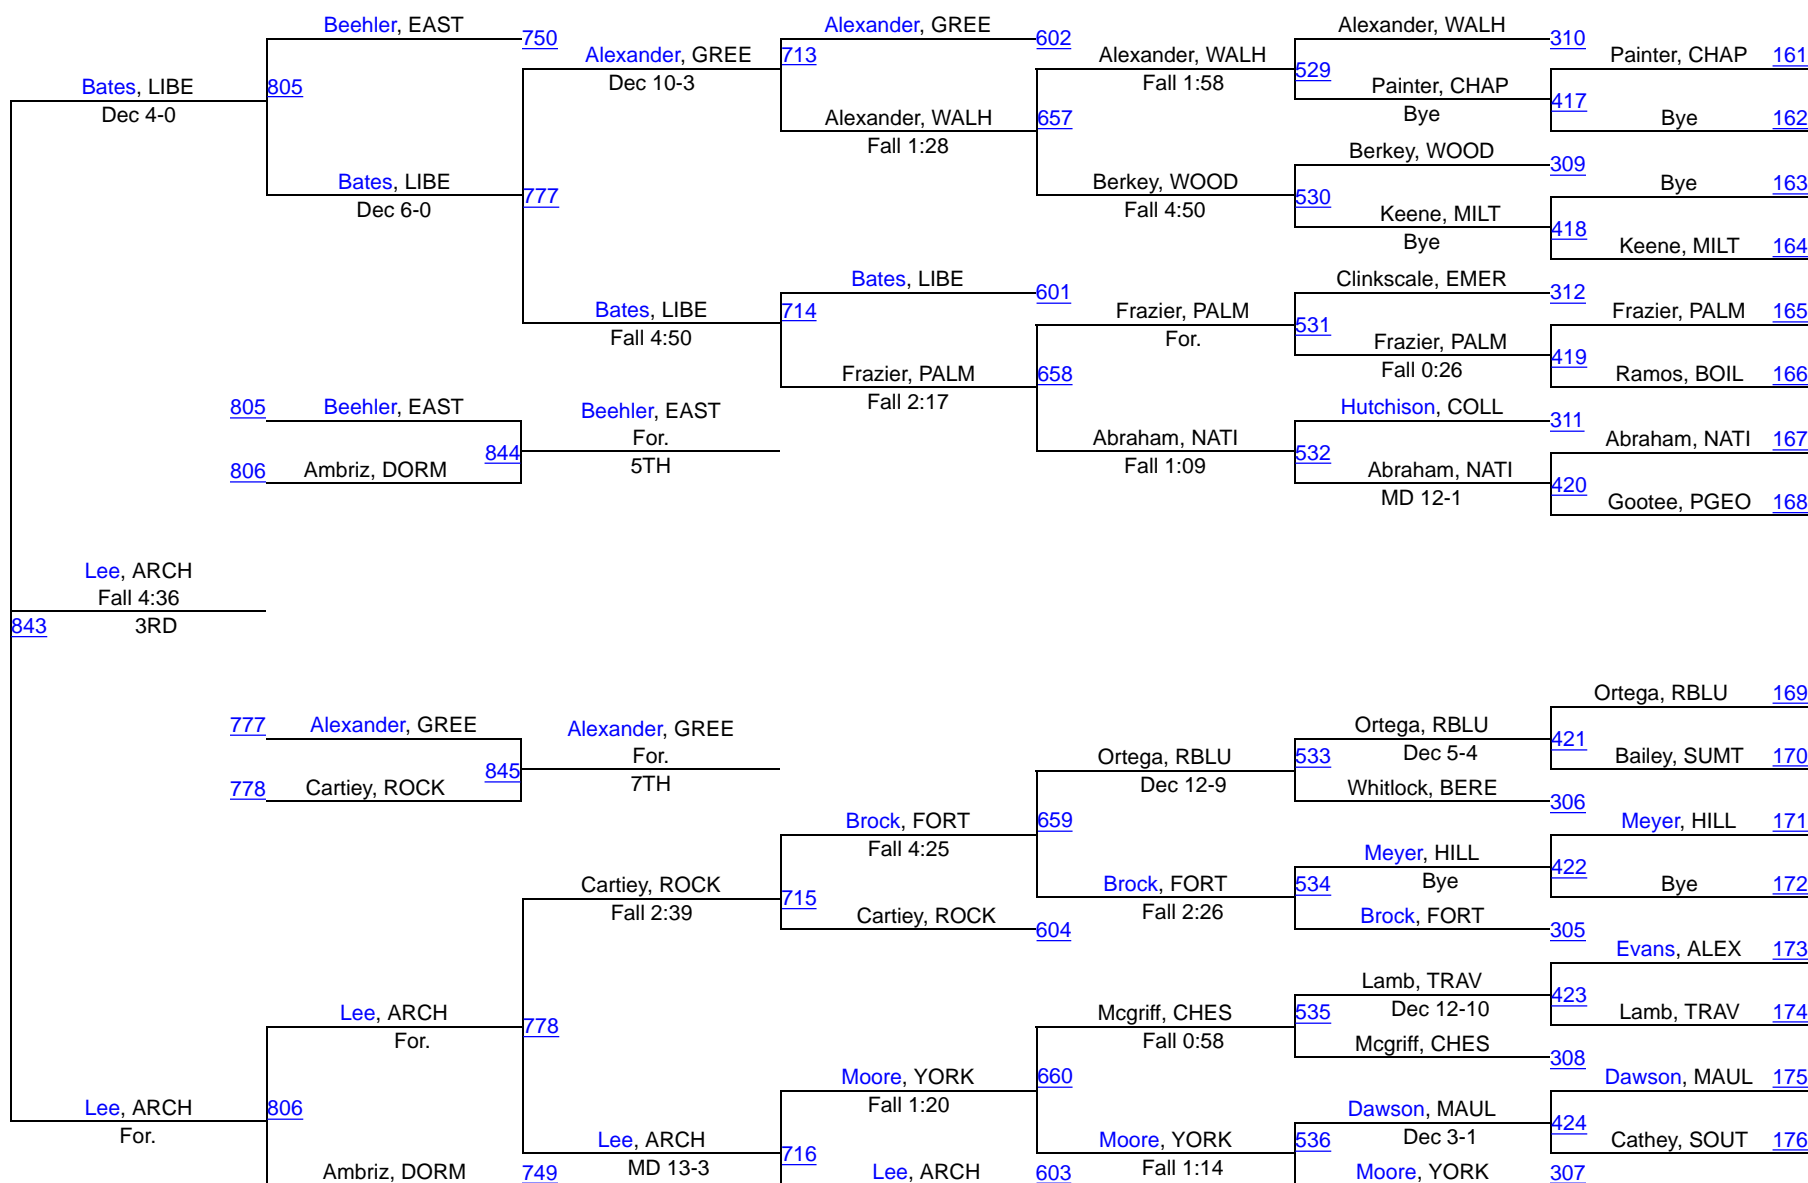 Beehler, EAST
750
Alexander, GREE
602
Alexander, WALH
310
Painter, CHAP 161
Bates, LIBE
Dec 4-0
805
Alexander, GREE
Dec 10-3
713
Alexander, WALH
Fall 1:58
529
Painter, CHAP
Bye
417
Bye 162
Alexander, WALH
Fall 1:28
657
Berkey, WOOD
309
Bye 163
Bates, LIBE
Dec 6-0
777
Berkey, WOOD
Fall 4:50
530
Keene, MILT
Bye
418
Keene, MILT 164
Bates, LIBE
601
Clinkscale, EMER
312
Bates, LIBE
Fall 4:50
714
Frazier, PALM
For.
531
Frazier, PALM 165
Frazier, PALM
Fall 0:26
419
Frazier, PALM
Fall 2:17
658
Ramos, BOIL 166
805 Beehler, EAST
Beehler, EAST
For.
5TH
844
806 Ambriz, DORM
Hutchison, COLL
311
Abraham, NATI
Fall 1:09
532
Abraham, NATI 167
Abraham, NATI
MD 12-1
420
Gootee, PGEO 168
Lee, ARCH
Fall 4:36
3RD
843
Ortega, RBLU 169
777 Alexander, GREE
Alexander, GREE
For.
7TH
845
778 Cartiey, ROCK
Ortega, RBLU
Dec 12-9
533
Ortega, RBLU
Dec 5-4
421
Bailey, SUMT 170
Whitlock, BERE
306
Brock, FORT
Fall 4:25
659
Meyer, HILL 171
Meyer, HILL
Bye
422
Cartiey, ROCK
Fall 2:39
715
Brock, FORT
Fall 2:26
534
Bye 172
Cartiey, ROCK
604
Brock, FORT
305
Evans, ALEX 173
Lamb, TRAV
Dec 12-10
423
Lee, ARCH
For.
778
Mcgriff, CHES
Fall 0:58
535
Lamb, TRAV 174
Mcgriff, CHES
308
Moore, YORK
Fall 1:20
660
Dawson, MAUL 175
Lee, ARCH
For.
806
Dawson, MAUL
Dec 3-1
424
Lee, ARCH
MD 13-3
716
Moore, YORK
Fall 1:14
536
Cathey, SOUT 176
Ambriz, DORM
749
Lee, ARCH
603
Moore, YORK
307